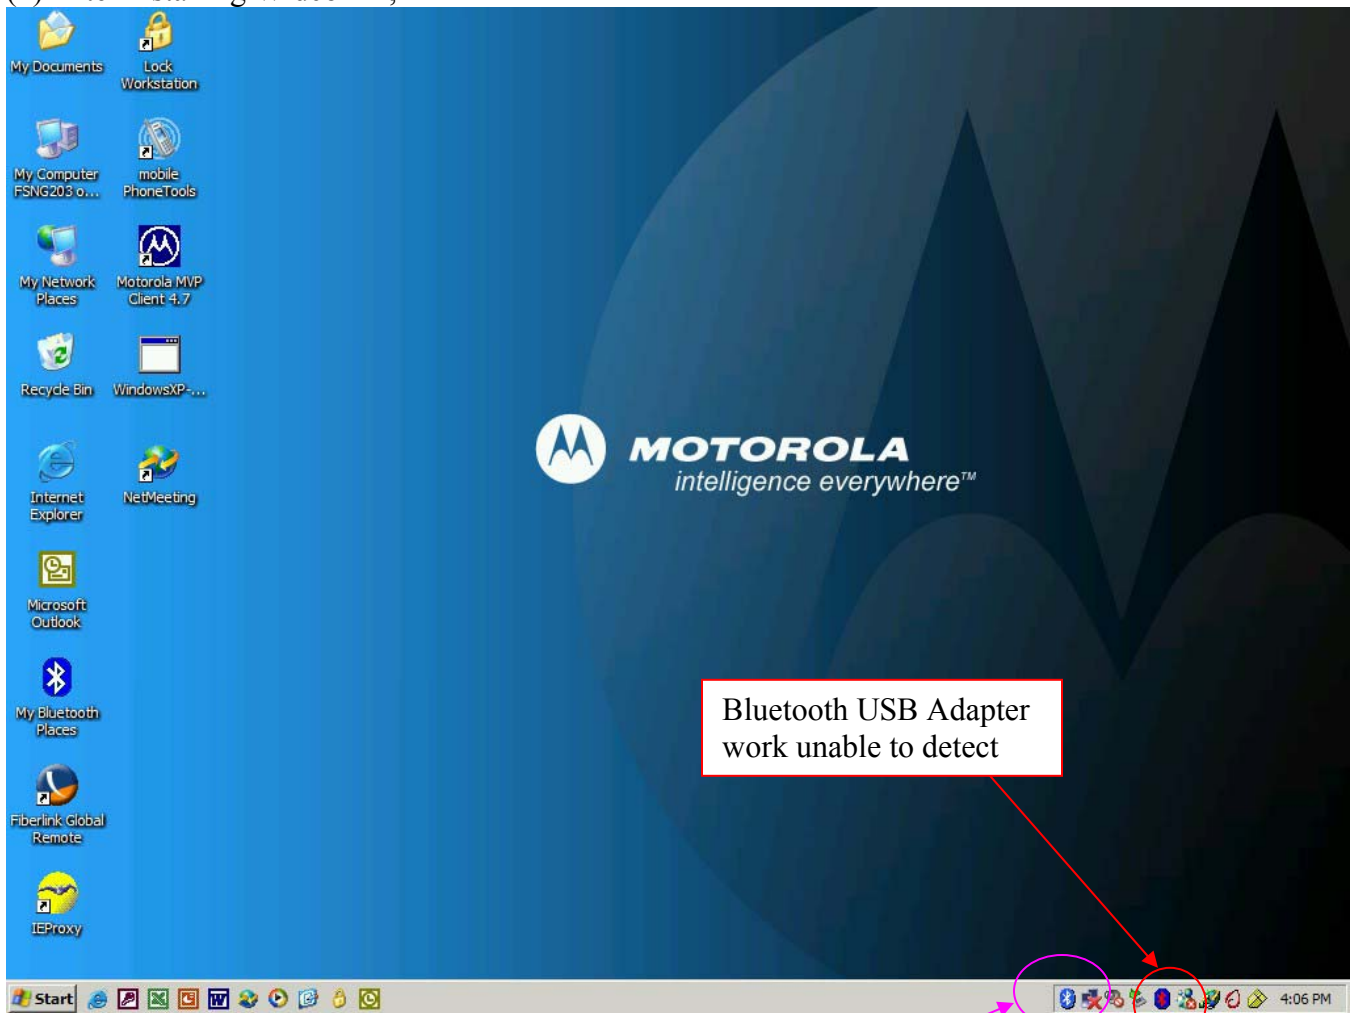 My Documents
Lock
Workstation
My Computer
FSNG203 o...
mobile
PhoneTools
My Network
Places
Motorola MVP
Client 4.7
Recycle Bin
WindowsXP-...
MOTOROLA
intelligence everywhere™
Internet
Explorer
NetMeeting
Microsoft
Outlook
My Bluetooth
Places
Bluetooth USB Adapter
work unable to detect
Fiberlink Global
Remote
IEProxy
Start
4:06 PM